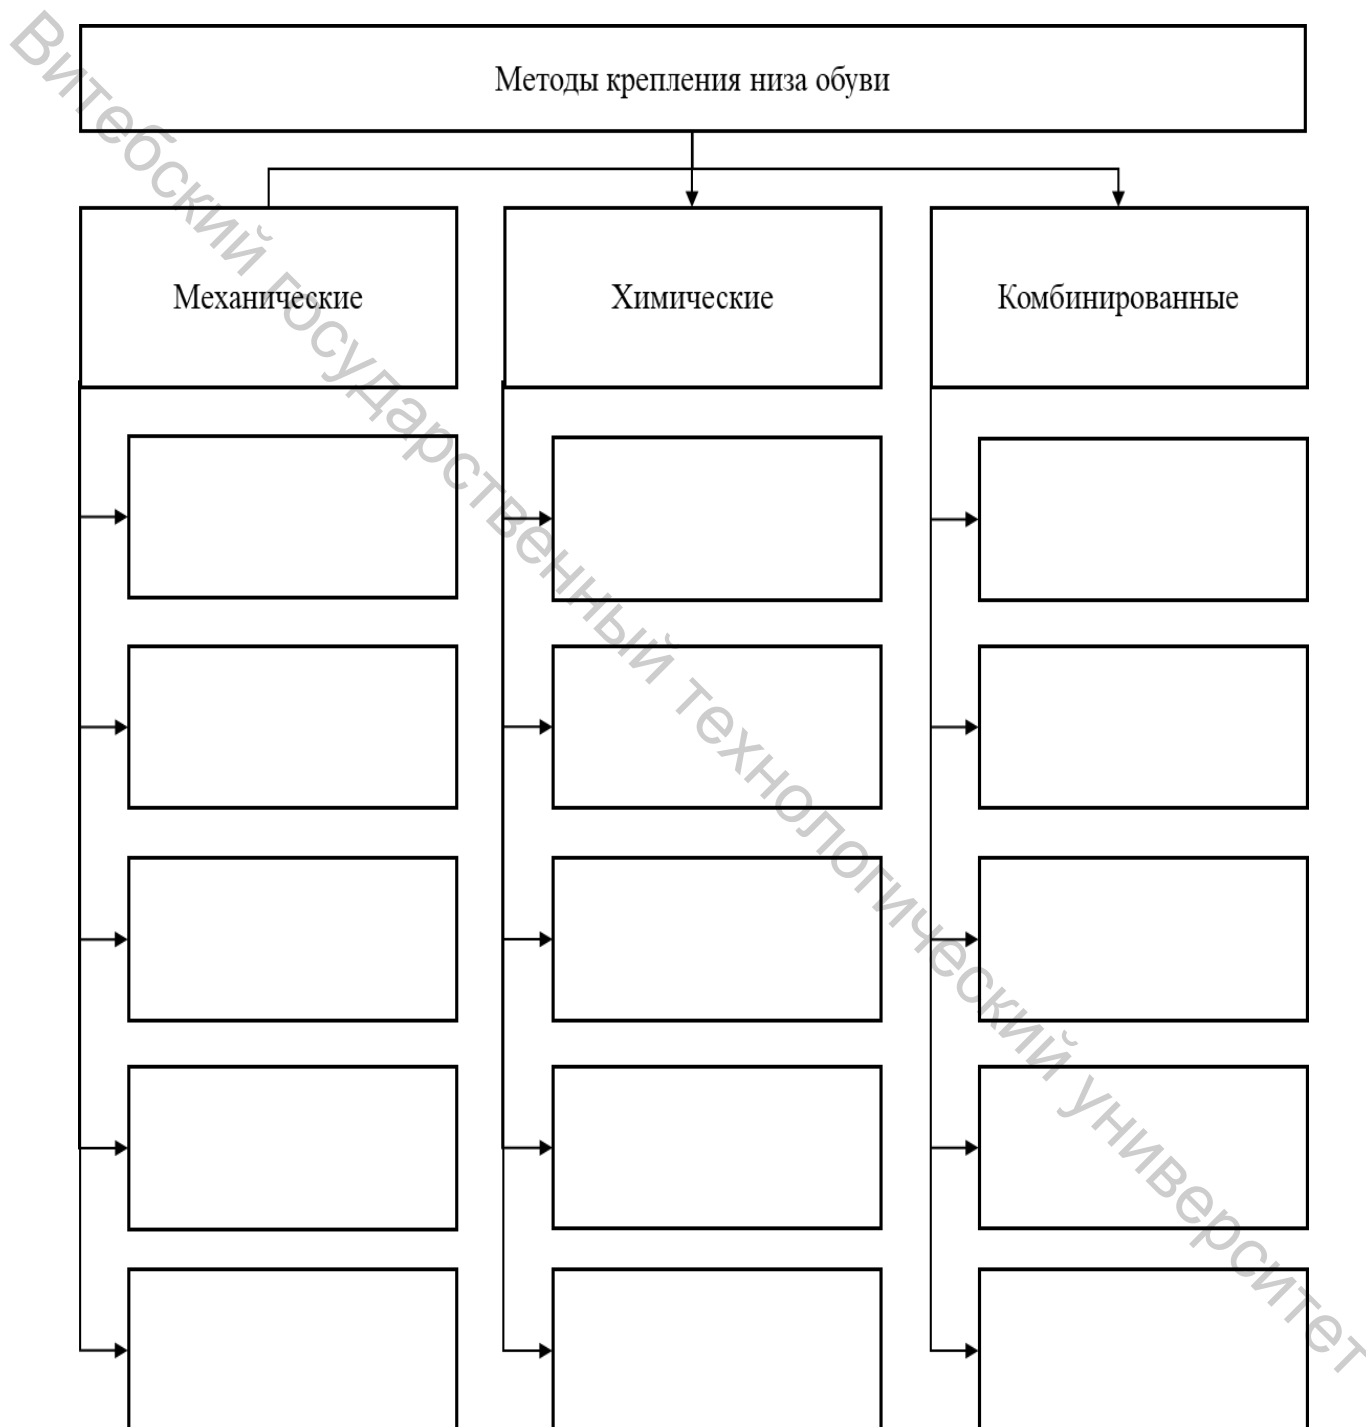 Методы крепления низа обуви
Механические
Химические
Комбинированные
Витебский государственный технологический университет